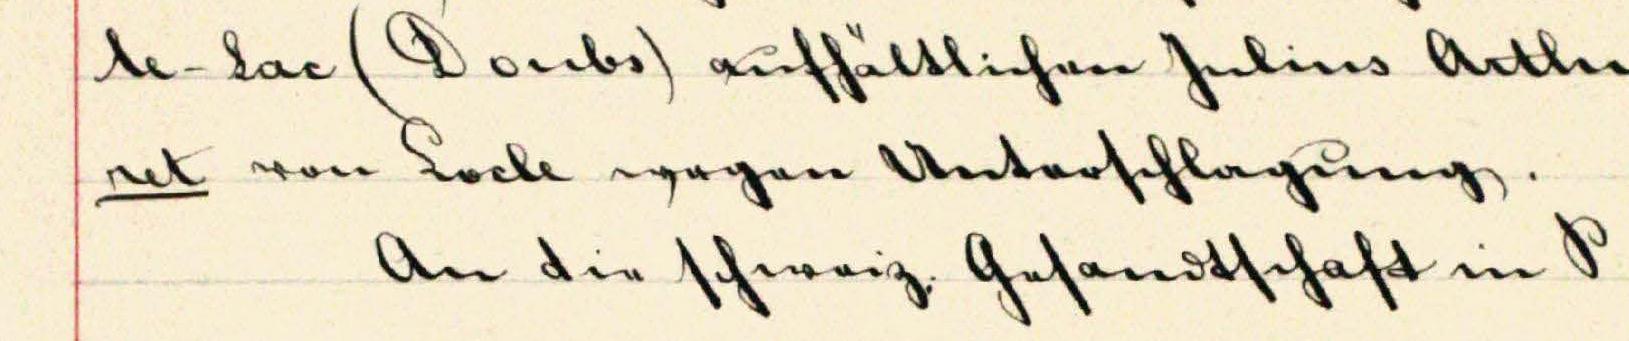 le-Lac (Doubs) aufhältlichen Julius Arthu
ret von Locle wegen Unterschlagung.
An die schweiz. Gesandtschaft in P